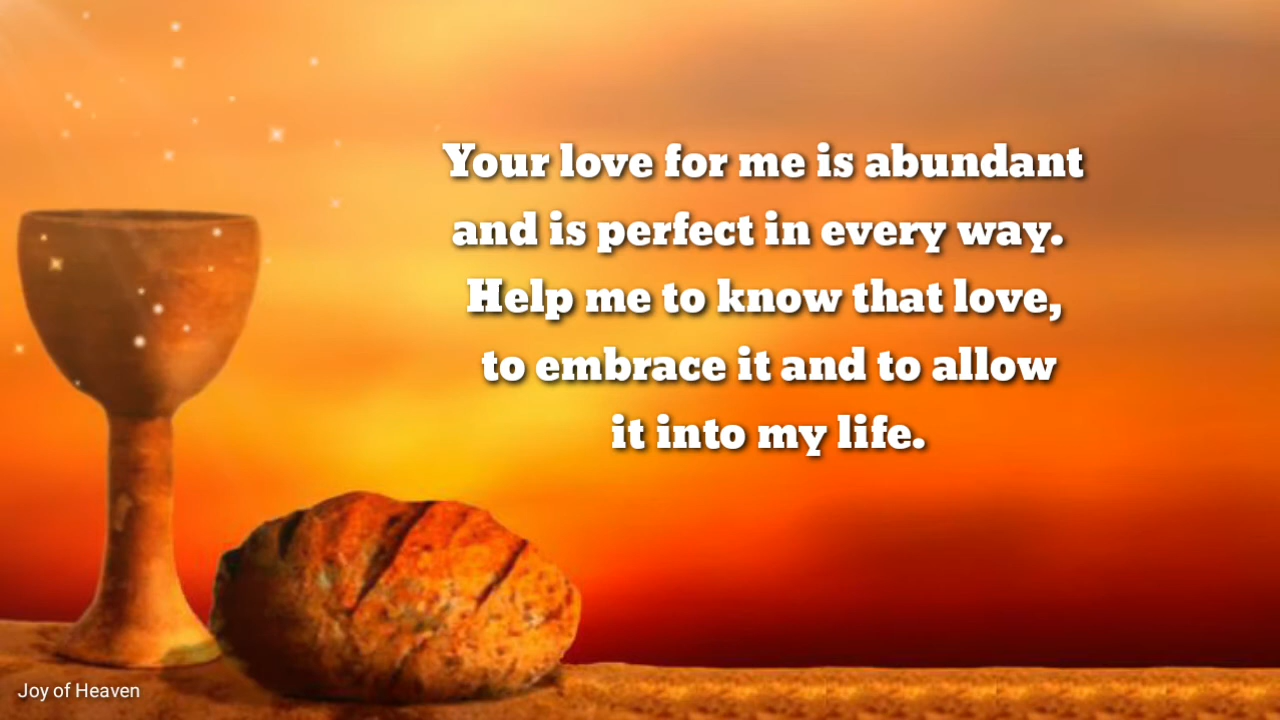 Your love for me is abundant
and is perfect in every way.
Help me to know that love,
to embrace it and to allow
it into my life.
Joy of Heaven